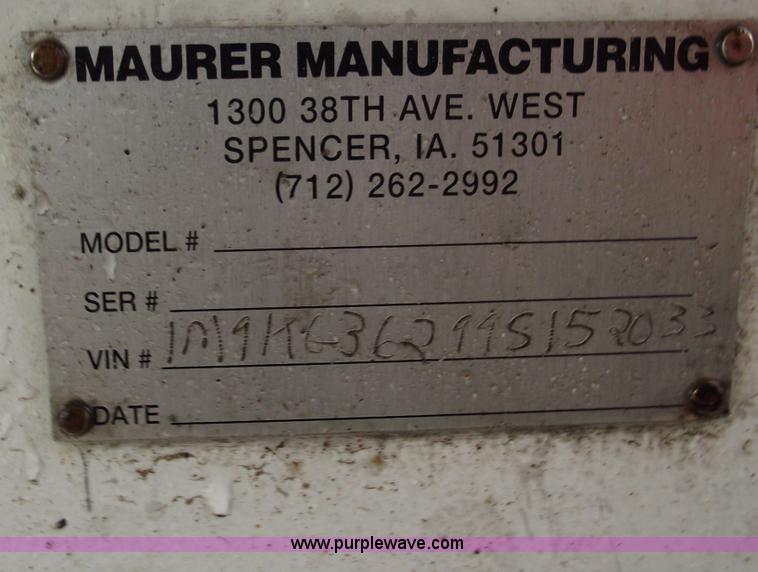 MAURER MANUFACTURING
1300 38TH AVE. WEST
SPENCER, IA. 51301
(712) 262-2992
MODEL #
SER #
VIN # 1M9KG36299S152033
DATE
www.purplewave.com